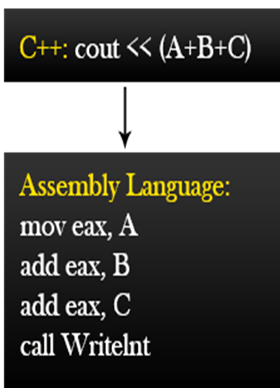 C++: cout << (A+B+C)
Assembly Language:
mov eax, A
add eax, B
add eax, C
call WriteInt